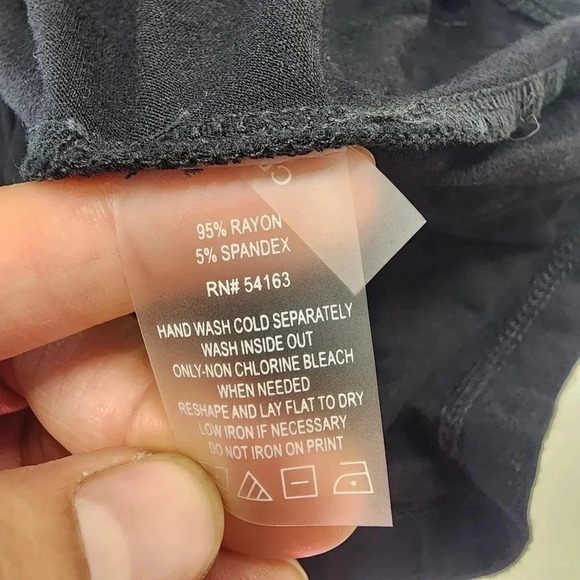 95% RAYON
5% SPANDEX
RN# 54163
HAND WASH COLD SEPARATELY
WASH INSIDE OUT
ONLY-NON CHLORINE BLEACH
WHEN NEEDED
RESHAPE AND LAY FLAT TO DRY
LOW IRON IF NECESSARY
DO NOT IRON ON PRINT